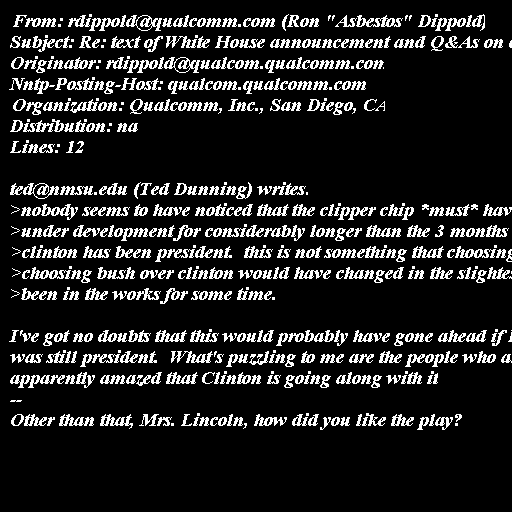 From: rdippold@qualcomm.com (Ron "Asbestos" Dippold)
Subject: Re: text of White House announcement and Q&As on
Originator: rdippold@qualcom.qualcomm.com
Nntp-Posting-Host: qualcom.qualcomm.com
Organization: Qualcomm, Inc., San Diego, CA
Distribution: na
Lines: 12

ted@nmsu.edu (Ted Dunning) writes.
>nobody seems to have noticed that the clipper chip *must* hav
>under development for considerably longer than the 3 months
>clinton has been president.  this is not something that choosing
>choosing bush over clinton would have changed in the slightes
>been in the works for some time.

I've got no doubts that this would probably have gone ahead if
was still president.  What's puzzling to me are the people who
apparently amazed that Clinton is going along with it
--
Other than that, Mrs. Lincoln, how did you like the play?